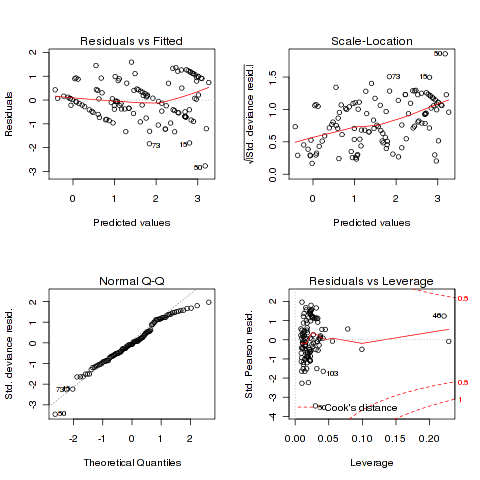 Residuals vs Fitted
Residuals
2
1
0
-1
-2
-3
0 1 2 3
73
15
50
Predicted values
Scale-Location
√|Std. deviance resid.|
1.5
1.0
0.5
0.0
0 1 2 3
50
73
15
Predicted values
Normal Q-Q
Std. deviance resid.
2
1
0
-1
-2
-3
-2 -1 0 1 2
73
15
50
Theoretical Quantiles
Residuals vs Leverage
Std. Pearson resid.
2
1
0
-1
-2
-3
-4
0.00 0.05 0.10 0.15 0.20
46
103
50
Cook's distance
0.5
0.5
1
Leverage